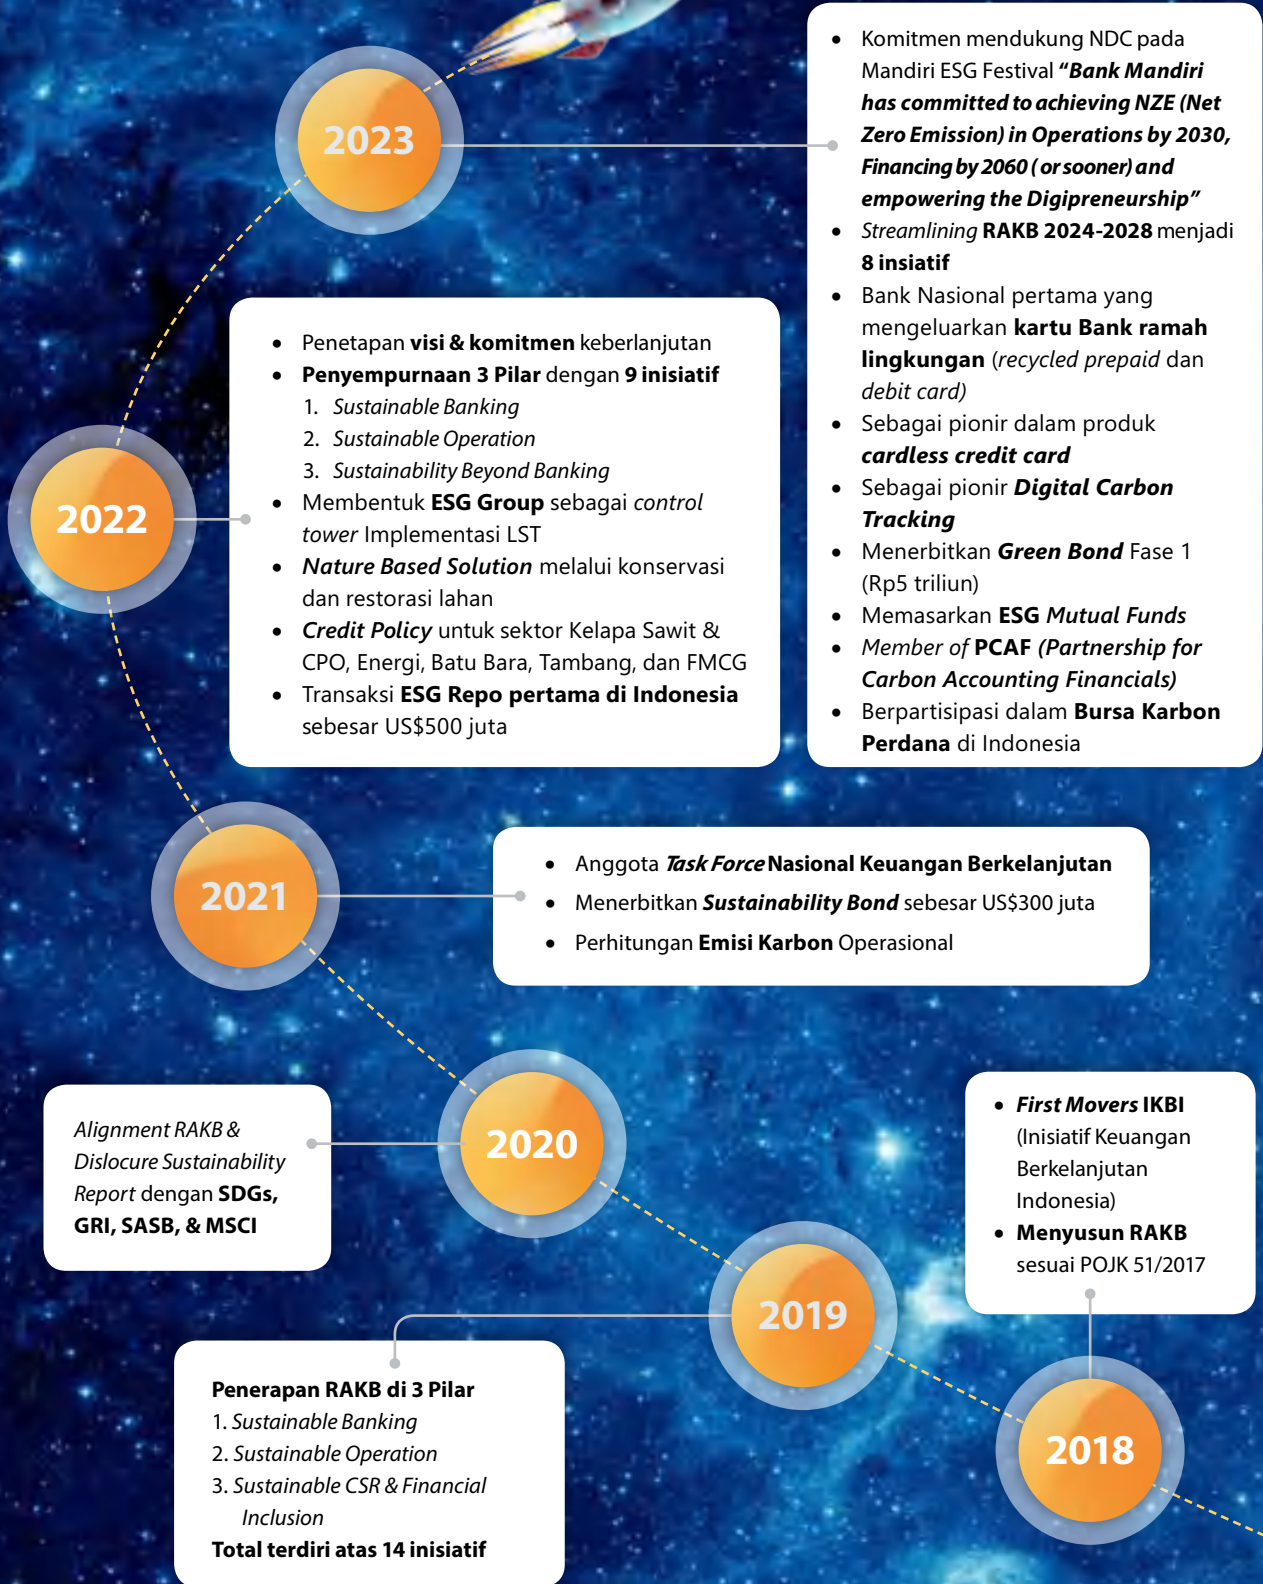 2023
• Komitmen mendukung NDC pada
Mandiri ESG Festival “Bank Mandiri
has committed to achieving NZE (Net
Zero Emission) in Operations by 2030,
Financing by 2060 ( or sooner) and
empowering the Digipreneurship”
• Streamlining RAKB 2024-2028 menjadi
8 insiatif
• Bank Nasional pertama yang
mengeluarkan kartu Bank ramah
lingkungan (recycled prepaid dan
debit card)
• Sebagai pionir dalam produk
cardless credit card
• Sebagai pionir Digital Carbon
Tracking
• Menerbitkan Green Bond Fase 1
(Rp5 triliun)
• Memasarkan ESG Mutual Funds
• Member of PCAF (Partnership for
Carbon Accounting Financials)
• Berpartisipasi dalam Bursa Karbon
Perdana di Indonesia
2022
• Penetapan visi & komitmen keberlanjutan
• Penyempurnaan 3 Pilar dengan 9 inisiatif
1. Sustainable Banking
2. Sustainable Operation
3. Sustainability Beyond Banking
• Membentuk ESG Group sebagai control
tower Implementasi LST
• Nature Based Solution melalui konservasi
dan restorasi lahan
• Credit Policy untuk sektor Kelapa Sawit &
CPO, Energi, Batu Bara, Tambang, dan FMCG
• Transaksi ESG Repo pertama di Indonesia
sebesar US$500 juta
2021
• Anggota Task Force Nasional Keuangan Berkelanjutan
• Menerbitkan Sustainability Bond sebesar US$300 juta
• Perhitungan Emisi Karbon Operasional
2020
Alignment RAKB &
Dislocure Sustainability
Report dengan SDGs,
GRI, SASB, & MSCI
2019
Penerapan RAKB di 3 Pilar
1. Sustainable Banking
2. Sustainable Operation
3. Sustainable CSR & Financial
Inclusion
Total terdiri atas 14 inisiatif
• First Movers IKBI
(Inisiatif Keuangan
Berkelanjutan
Indonesia)
• Menyusun RAKB
sesuai POJK 51/2017
2018